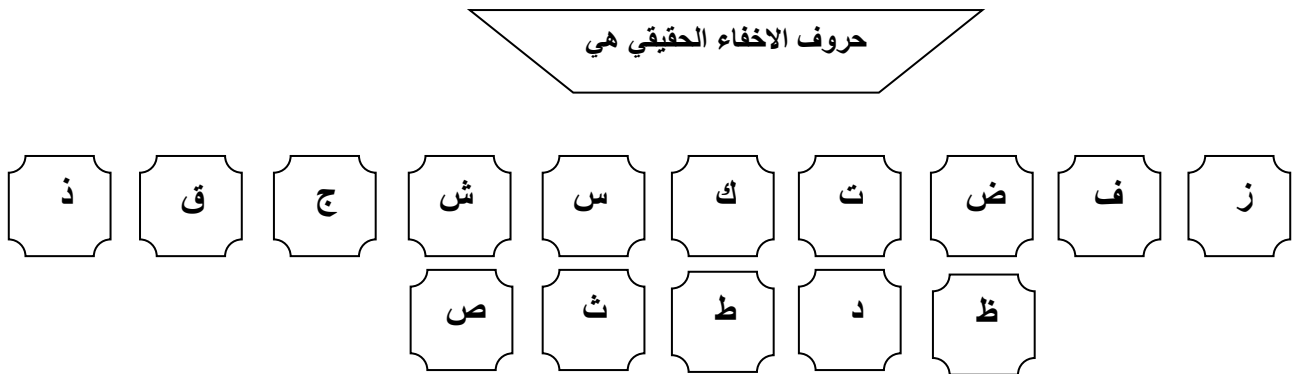 حروف الاخفاء الحقيقي هي
ز ف ض ت ك س ش ج ق ذ
ظ د ط ث ص